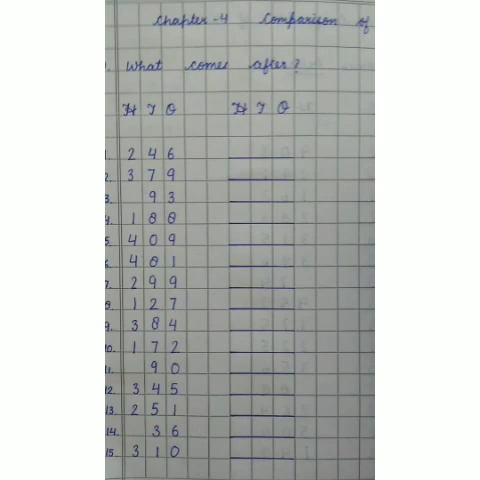 Chapter-4 Comparison of
1. What comes after?
H T O H T O
1. 2 4 6
2. 3 7 9
3. 9 3
4. 1 8 8
5. 4 0 9
6. 4 8 1
7. 2 9 9
8. 1 2 7
9. 3 8 4
10. 1 7 2
11. 9 0
12. 3 4 5
13. 2 5 1
14. 3 6
15. 3 1 0